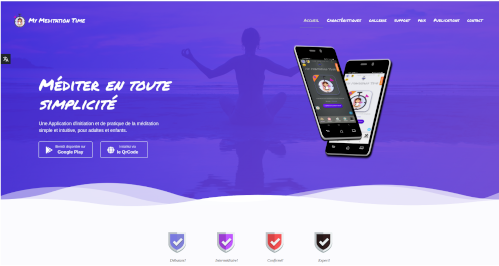 My Meditation Time
Accueil Caractéristiques Gallerie Support Prix Publications Contact
Méditer en toute
simplicité
Une Application d'initiation et de pratique de la méditation
simple et intuitive, pour adultes et enfants.
Bientôt disponible sur
Google Play
Installez via
le QrCode
Débutant Intermédiaire Confirmé Expert